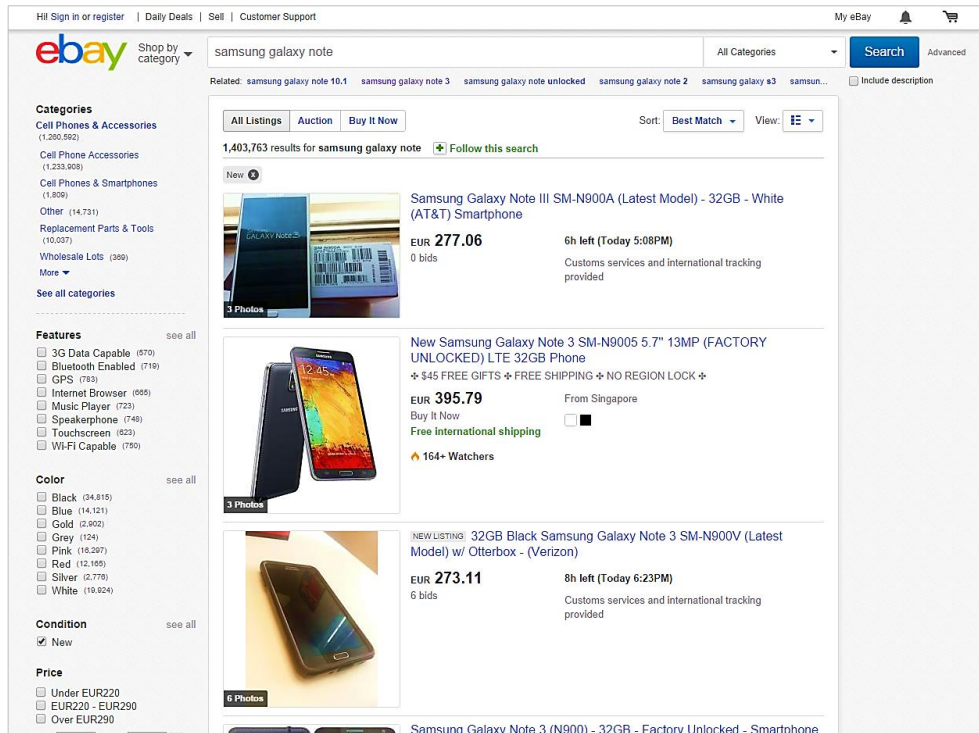 Hi! Sign in or register | Daily Deals | Sell | Customer Support
My eBay
ebay
Shop by category
samsung galaxy note
All Categories
Search
Advanced
Related: samsung galaxy note 10.1 samsung galaxy note 3 samsung galaxy note unlocked samsung galaxy note 2 samsung galaxy s3 samsun...
Include description
Categories
Cell Phones & Accessories
(1,260,592)
Cell Phone Accessories
(1,233,908)
Cell Phones & Smartphones
(1,809)
Other (14,731)
Replacement Parts & Tools
(10,037)
Wholesale Lots (369)
More
See all categories
Features see all
3G Data Capable (670)
Bluetooth Enabled (719)
GPS (783)
Internet Browser (665)
Music Player (723)
Speakerphone (748)
Touchscreen (623)
Wi-Fi Capable (750)
Color see all
Black (34,815)
Blue (14,121)
Gold (2,902)
Grey (124)
Pink (16,297)
Red (12,165)
Silver (2,776)
White (19,924)
Condition see all
New
Price
Under EUR220
EUR220 - EUR290
Over EUR290
All Listings Auction Buy It Now
Sort: Best Match View:
1,403,763 results for samsung galaxy note + Follow this search
New x
GALAXY Note 3
3 Photos
Samsung Galaxy Note III SM-N900A (Latest Model) - 32GB - White
(AT&T) Smartphone
EUR 277.06
0 bids
6h left (Today 5:08PM)
Customs services and international tracking
provided
SAMSUNG
12:45
3 Photos
New Samsung Galaxy Note 3 SM-N9005 5.7" 13MP (FACTORY
UNLOCKED) LTE 32GB Phone
✣ $45 FREE GIFTS ✣ FREE SHIPPING ✣ NO REGION LOCK ✣
EUR 395.79
Buy It Now
Free international shipping
From Singapore
164+ Watchers
6 Photos
NEW LISTING 32GB Black Samsung Galaxy Note 3 SM-N900V (Latest
Model) w/ Otterbox - (Verizon)
EUR 273.11
6 bids
8h left (Today 6:23PM)
Customs services and international tracking
provided
Samsung Galaxy Note 3 (N900) - 32GB - Factory Unlocked - Smartphone